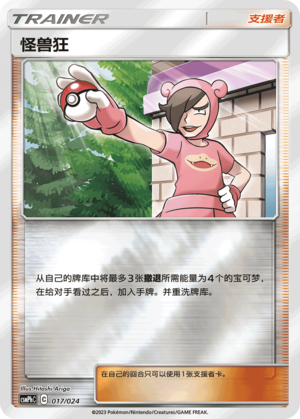 TRAINER 支援者
怪兽狂
从自己的牌库中将最多3张撤退所需能量为4个的宝可梦，
在给对手看过之后，加入手牌。并重洗牌库。
Illus. Hitoshi Ariga
在自己的回合只可以使用1张支援者卡。
CSMPhC C 017/024
©2023 Pokémon/Nintendo/Creatures/GAME FREAK.